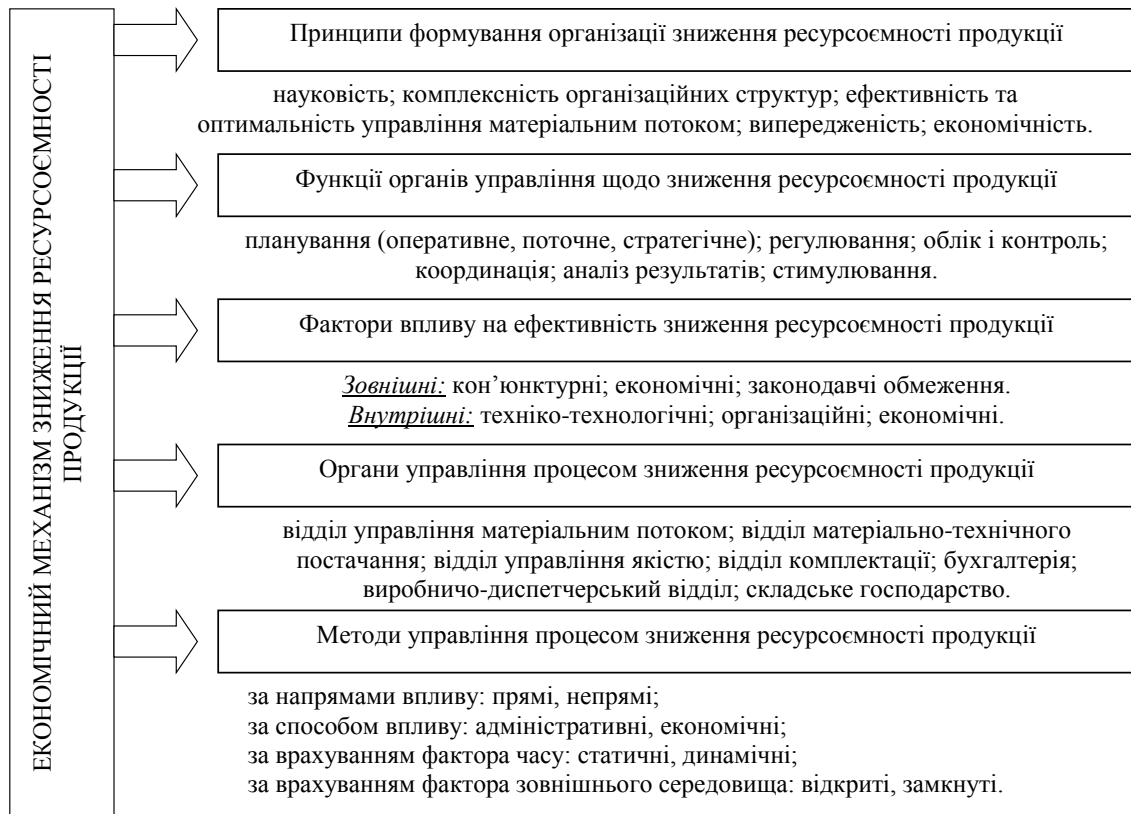 ЕКОНОМІЧНИЙ МЕХАНІЗМ ЗНИЖЕННЯ РЕСУРСОЄМНОСТІ
ПРОДУКЦІЇ
Принципи формування організації зниження ресурсоємності продукції
науковість; комплексність організаційних структур; ефективність та
оптимальність управління матеріальним потоком; випередженість; економічність.
Функції органів управління щодо зниження ресурсоємності продукції
планування (оперативне, поточне, стратегічне); регулювання; облік і контроль;
координація; аналіз результатів; стимулювання.
Фактори впливу на ефективність зниження ресурсоємності продукції
Зовнішні: кон’юнктурні; економічні; законодавчі обмеження.
Внутрішні: техніко-технологічні; організаційні; економічні.
Органи управління процесом зниження ресурсоємності продукції
відділ управління матеріальним потоком; відділ матеріально-технічного
постачання; відділ управління якістю; відділ комплектації; бухгалтерія;
виробничо-диспетчерський відділ; складське господарство.
Методи управління процесом зниження ресурсоємності продукції
за напрямами впливу: прямі, непрямі;
за способом впливу: адміністративні, економічні;
за врахуванням фактора часу: статичні, динамічні;
за врахуванням фактора зовнішнього середовища: відкриті, замкнуті.